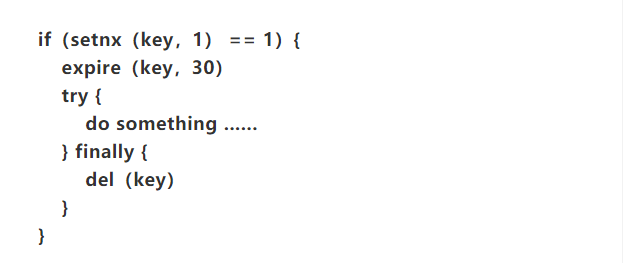 if（setnx（key，1） == 1）{
expire（key，30）
try {
do something ......
} finally {
del（key）
}
}